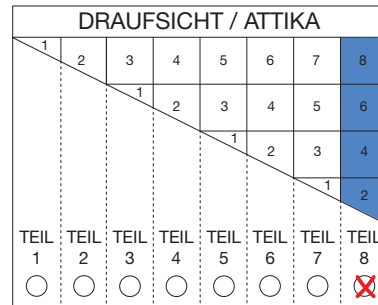 DRAUFSICHT / ATTIKA
1 2 3 4 5 6 7 8
1 2 3 4 5 6
1 2 3 4
1 2
TEIL TEIL TEIL TEIL TEIL TEIL TEIL TEIL
1 2 3 4 5 6 7 8